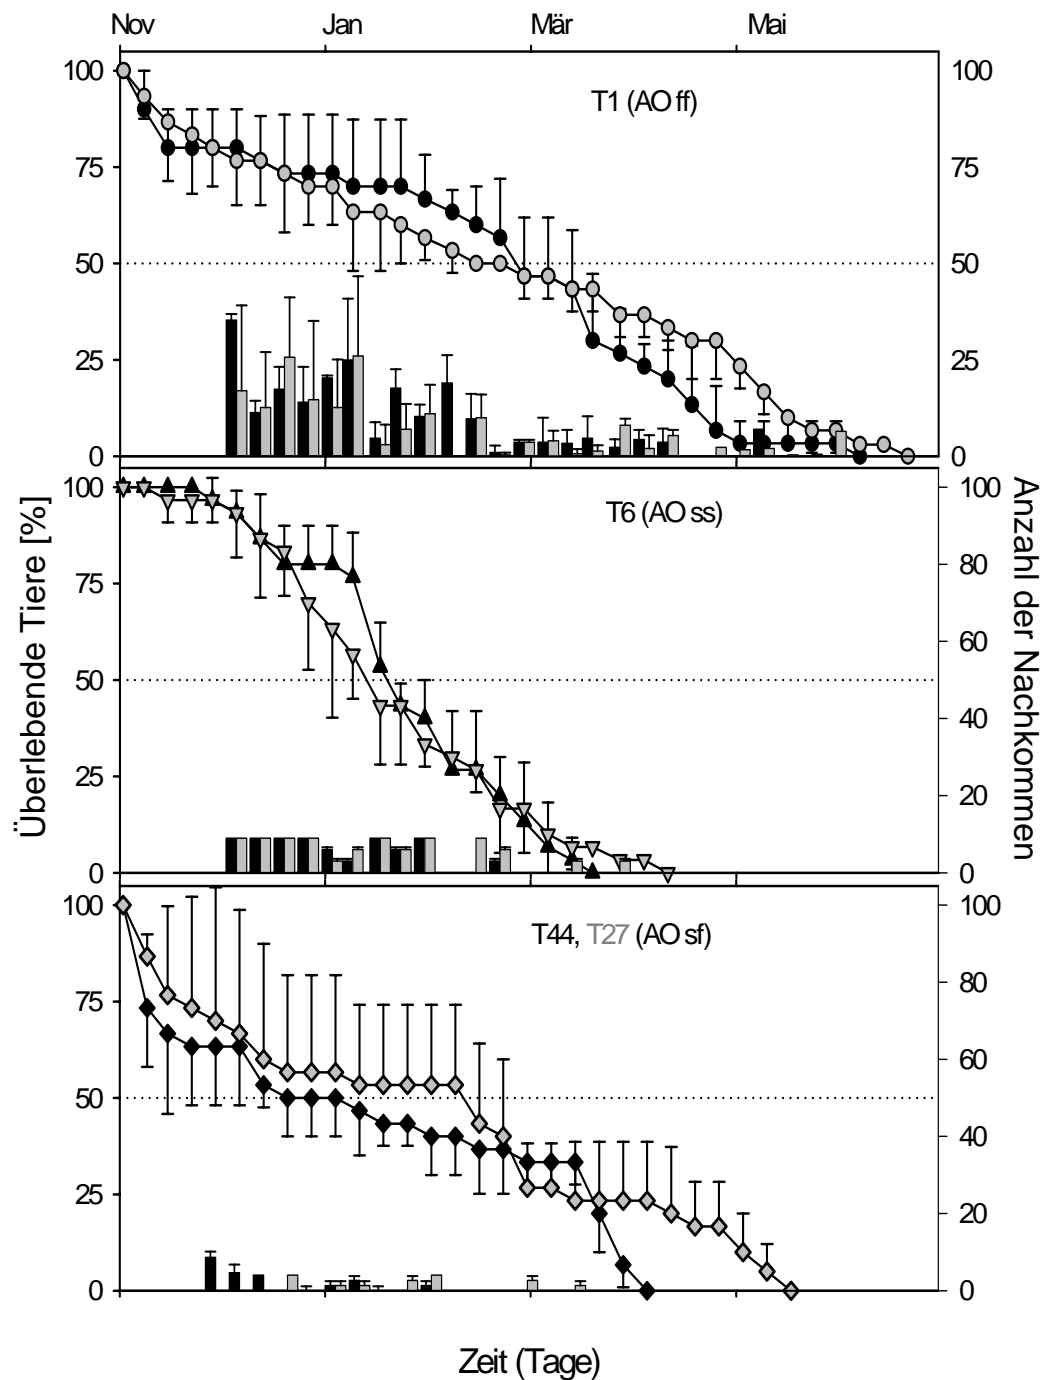 Nov Jan Mär Mai
T1 (AO ff)
100 100
75 75
50 50
25 25
0 0
T6 (AO ss)
100 100
75 80
60
50
40
25 20
0 0
T44, T27 (AO sf)
100 100
75 80
60
50
40
25 20
0 0
Überlebende Tiere [%]
Anzahl der Nachkommen
Zeit (Tage)